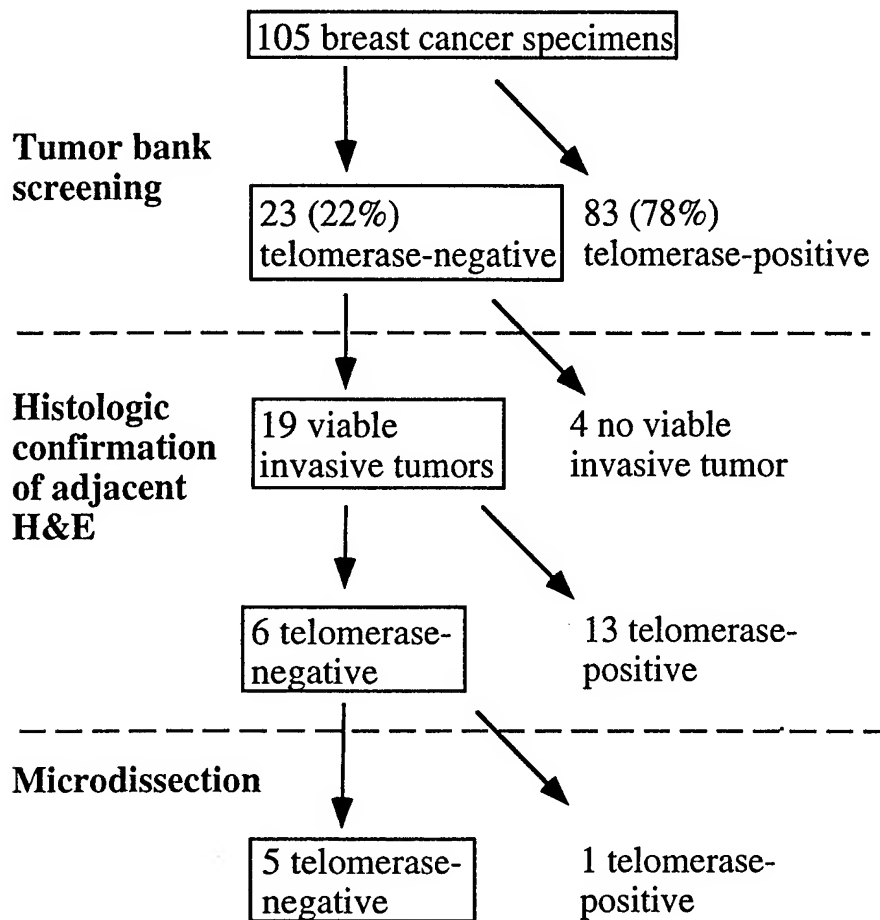 105 breast cancer specimens
Tumor bank
screening
23 (22%)
telomerase-negative
83 (78%)
telomerase-positive
Histologic
confirmation
of adjacent
H&E
19 viable
invasive tumors
4 no viable
invasive tumor
6 telomerase-
negative
13 telomerase-
positive
Microdissection
5 telomerase-
negative
1 telomerase-
positive